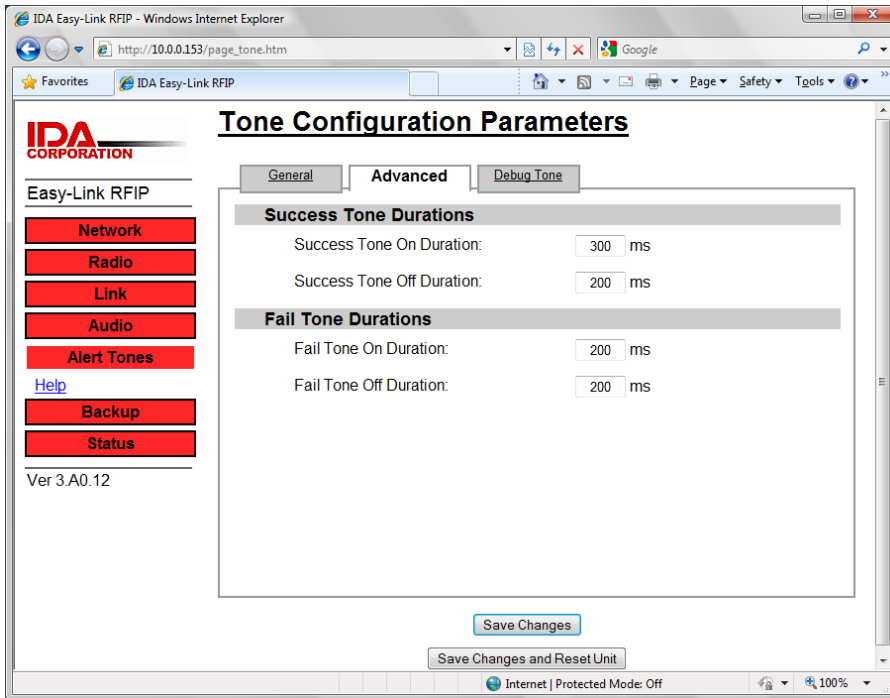 IDA Easy-Link RFIP - Windows Internet Explorer
http://10.0.0.153/page_tone.htm
Google
Favorites
IDA Easy-Link RFIP
Page
Safety
Tools
»
IDA
CORPORATION
Easy-Link RFIP
Network
Radio
Link
Audio
Alert Tones
Help
Backup
Status
Ver 3.A0.12
Tone Configuration Parameters
General
Advanced
Debug Tone
Success Tone Durations
Success Tone On Duration: 300 ms
Success Tone Off Duration: 200 ms
Fail Tone Durations
Fail Tone On Duration: 200 ms
Fail Tone Off Duration: 200 ms
Save Changes
Save Changes and Reset Unit
Internet | Protected Mode: Off
100%